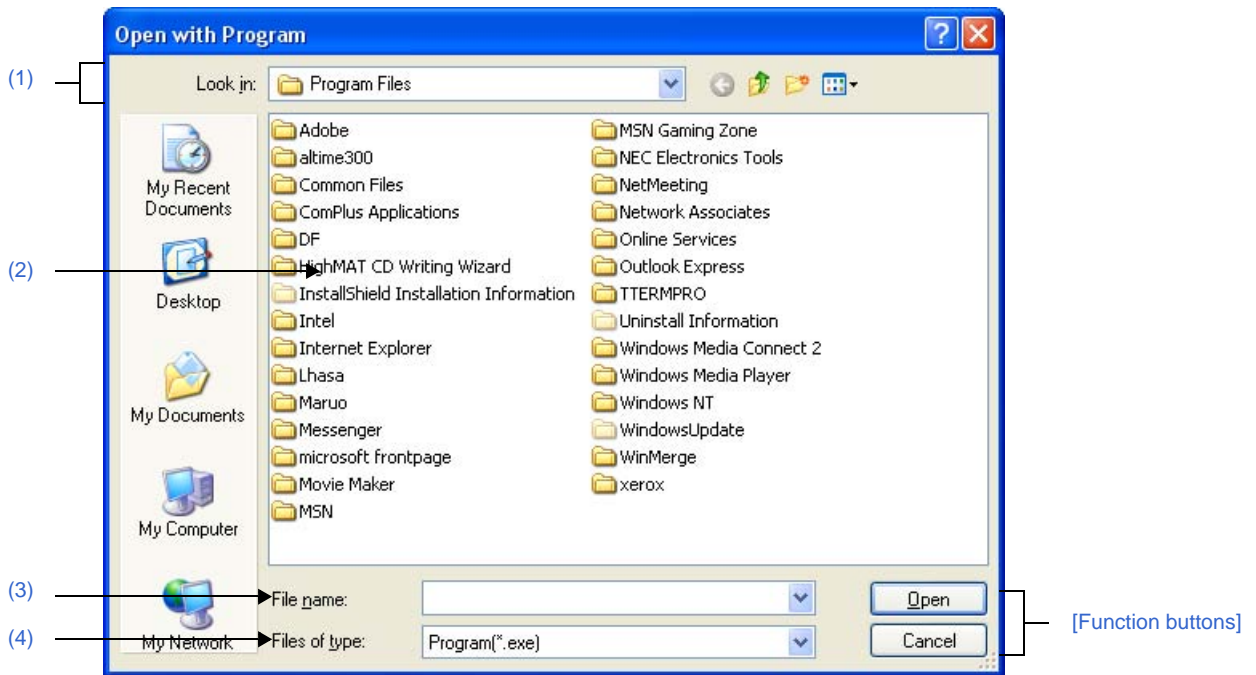 Open with Program
(1)
Look in:
Program Files
My Recent
Documents
Desktop
My Documents
My Computer
My Network
(2)
Adobe
altime300
Common Files
ComPlus Applications
DF
HighMAT CD Writing Wizard
InstallShield Installation Information
Intel
Internet Explorer
Lhasa
Maruo
Messenger
microsoft frontpage
Movie Maker
MSN
MSN Gaming Zone
NEC Electronics Tools
NetMeeting
Network Associates
Online Services
Outlook Express
TTERMPRO
Uninstall Information
Windows Media Connect 2
Windows Media Player
Windows NT
WindowsUpdate
WinMerge
xerox
(3)
File name:
Open
(4)
Files of type:
Program(*.exe)
Cancel
[Function buttons]